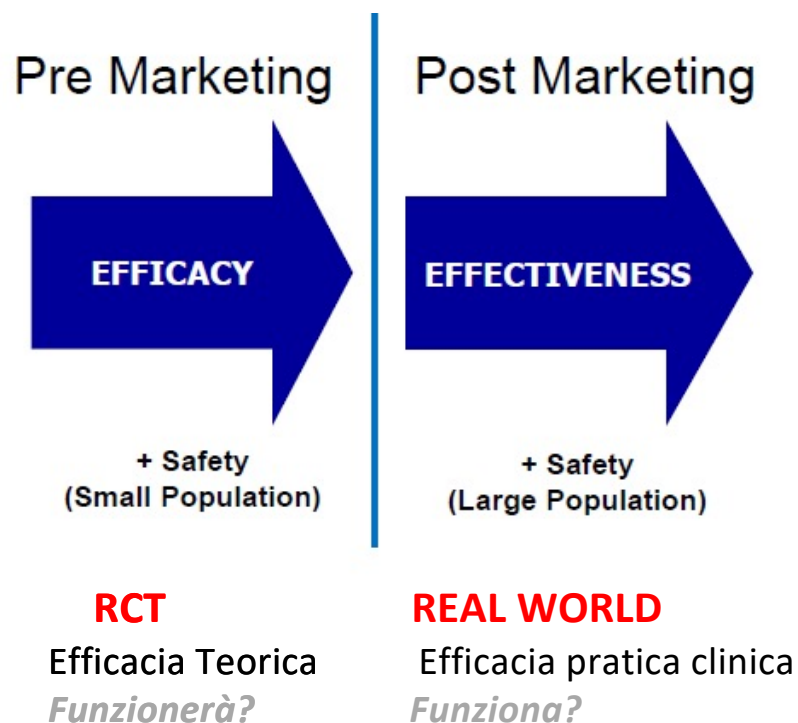 Pre Marketing
EFFICACY
+ Safety
(Small Population)
RCT
Efficacia Teorica
Funzionerà?
Post Marketing
EFFECTIVENESS
+ Safety
(Large Population)
REAL WORLD
Efficacia pratica clinica
Funziona?